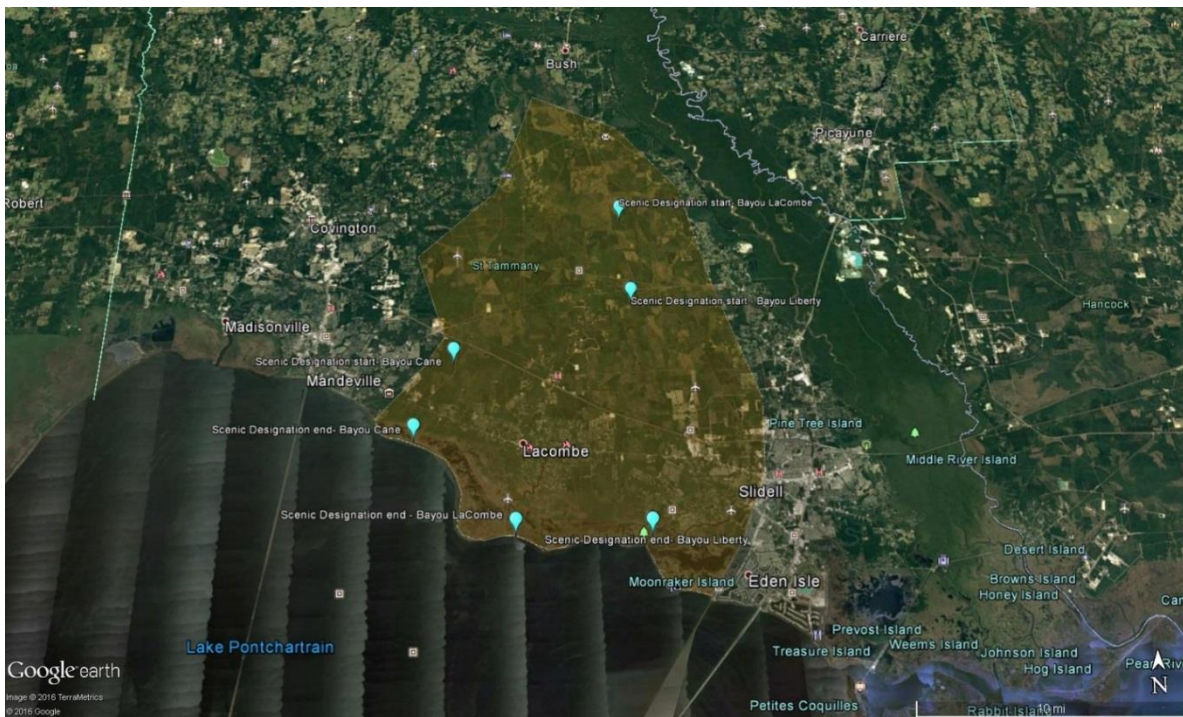 Carriere
Bush
Picayune
Robert
Scenic Designation start- Bayou LaCombe
Covington
St Tammany
Scenic Designation start - Bayou Liberty
Hancock
Madisonville
Scenic Designation start- Bayou Cane
Mandeville
Pine Tree Island
Scenic Designation end- Bayou Cane
Lacombe
Middle River Island
Slidell
Scenic Designation end - Bayou LaCombe
Scenic Designation end- Bayou Liberty
Desert Island
Moonraker Island
Eden Isle
Browns Island
Honey Island
Prevost Island
Weems Island
Lake Pontchartrain
Treasure Island
Johnson Island
Hog Island
Google earth
N
Image © 2016 TerraMetrics
© 2016 Google
Petites Coquilles
Rabbit Island
10 mi